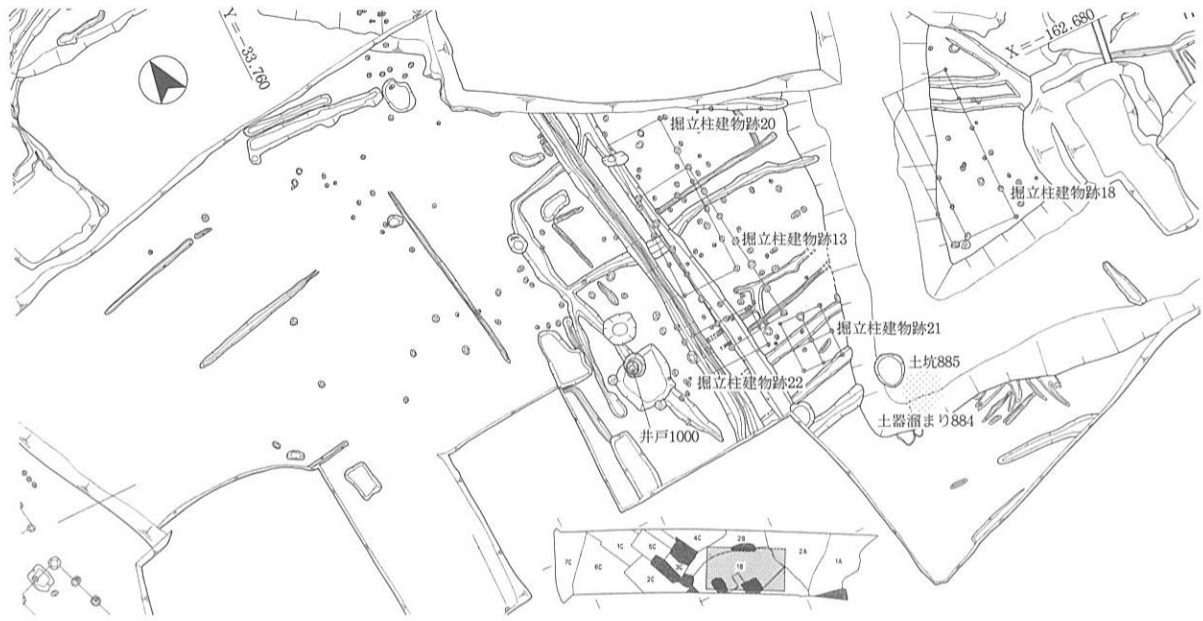 Y=-33.760
X=-162.680
掘立柱建物跡20
掘立柱建物跡18
掘立柱建物跡13
掘立柱建物跡21
土坑885
掘立柱建物跡22
土器溜まり884
井戸1000
7C
6C
1C
5C
4C
2C
3C
2B
1B
2A
1A